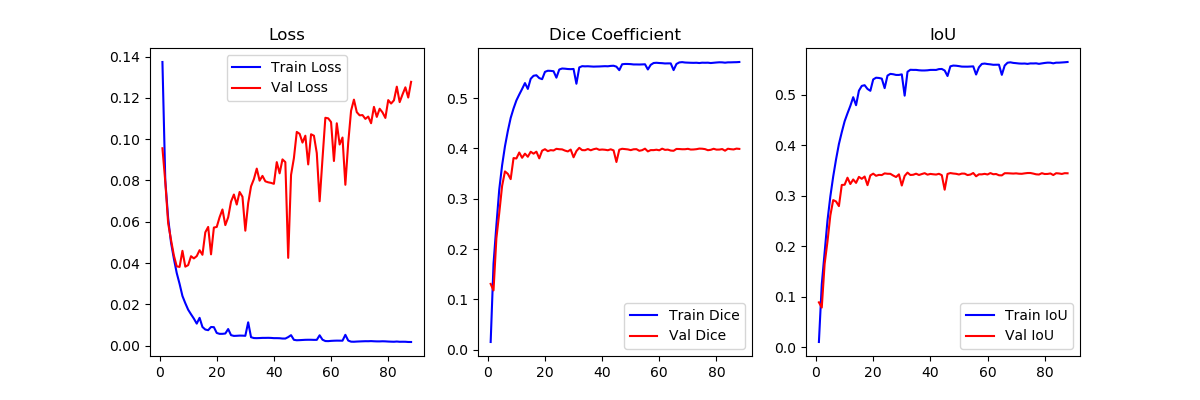 Loss
0.14
0.12
0.10
0.08
0.06
0.04
0.02
0.00
0 20 40 60 80
Train Loss
Val Loss
Dice Coefficient
0.5
0.4
0.3
0.2
0.1
0.0
0 20 40 60 80
Train Dice
Val Dice
IoU
0.5
0.4
0.3
0.2
0.1
0.0
0 20 40 60 80
Train IoU
Val IoU